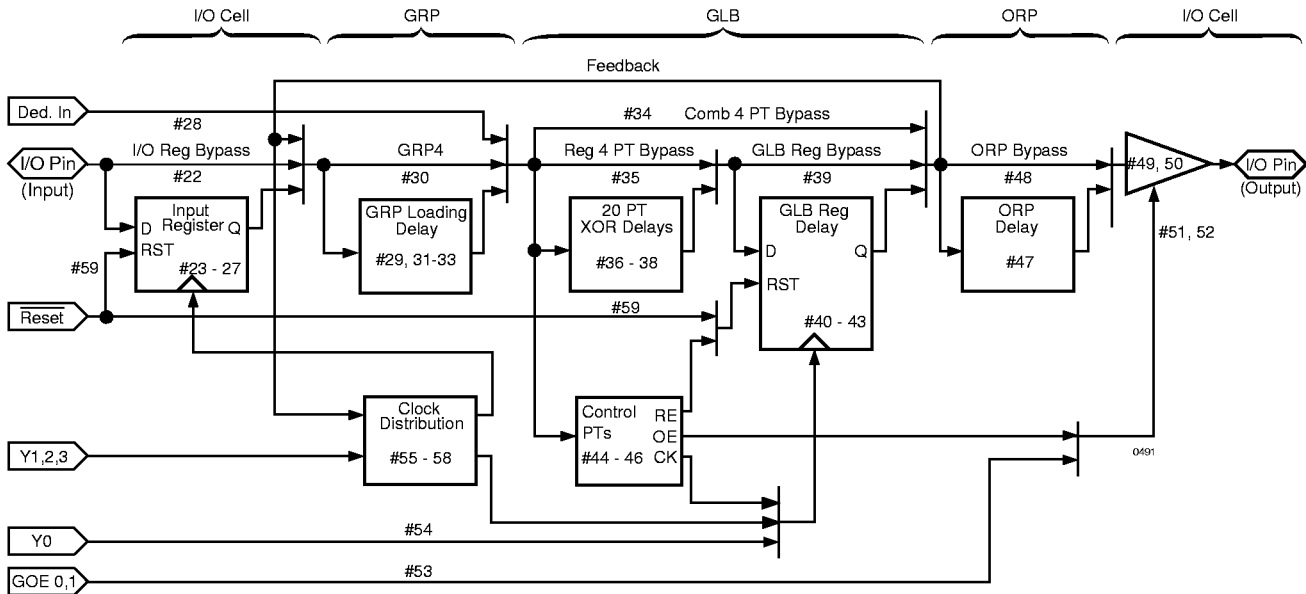 I/O Cell
GRP
GLB
ORP
I/O Cell
Feedback
Ded. In
#28
#34
Comb 4 PT Bypass
I/O Pin
(Input)
I/O Reg Bypass
#22
GRP4
#30
Reg 4 PT Bypass
#35
GLB Reg Bypass
#39
ORP Bypass
#48
#49, 50
I/O Pin
(Output)
Input
Register
D
Q
RST
#23 - 27
GRP Loading
Delay
#29, 31-33
20 PT
XOR Delays
#36 - 38
GLB Reg
Delay
D
Q
RST
#40 - 43
ORP
Delay
#47
#51, 52
#59
Reset
#59
Clock
Distribution
#55 - 58
Control
PTs
#44 - 46
RE
OE
CK
0491
Y1,2,3
Y0
#54
GOE 0,1
#53